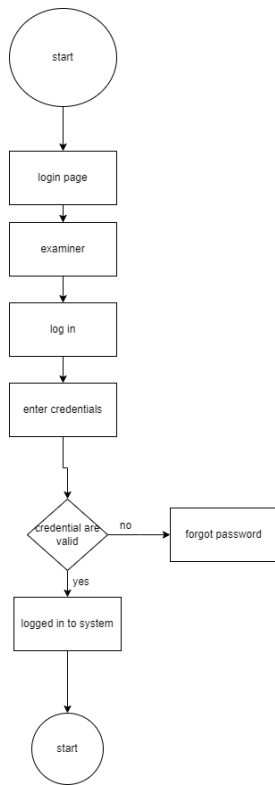 start
login page
examiner
log in
enter credentials
credential are
valid
no
forgot password
yes
logged in to system
start